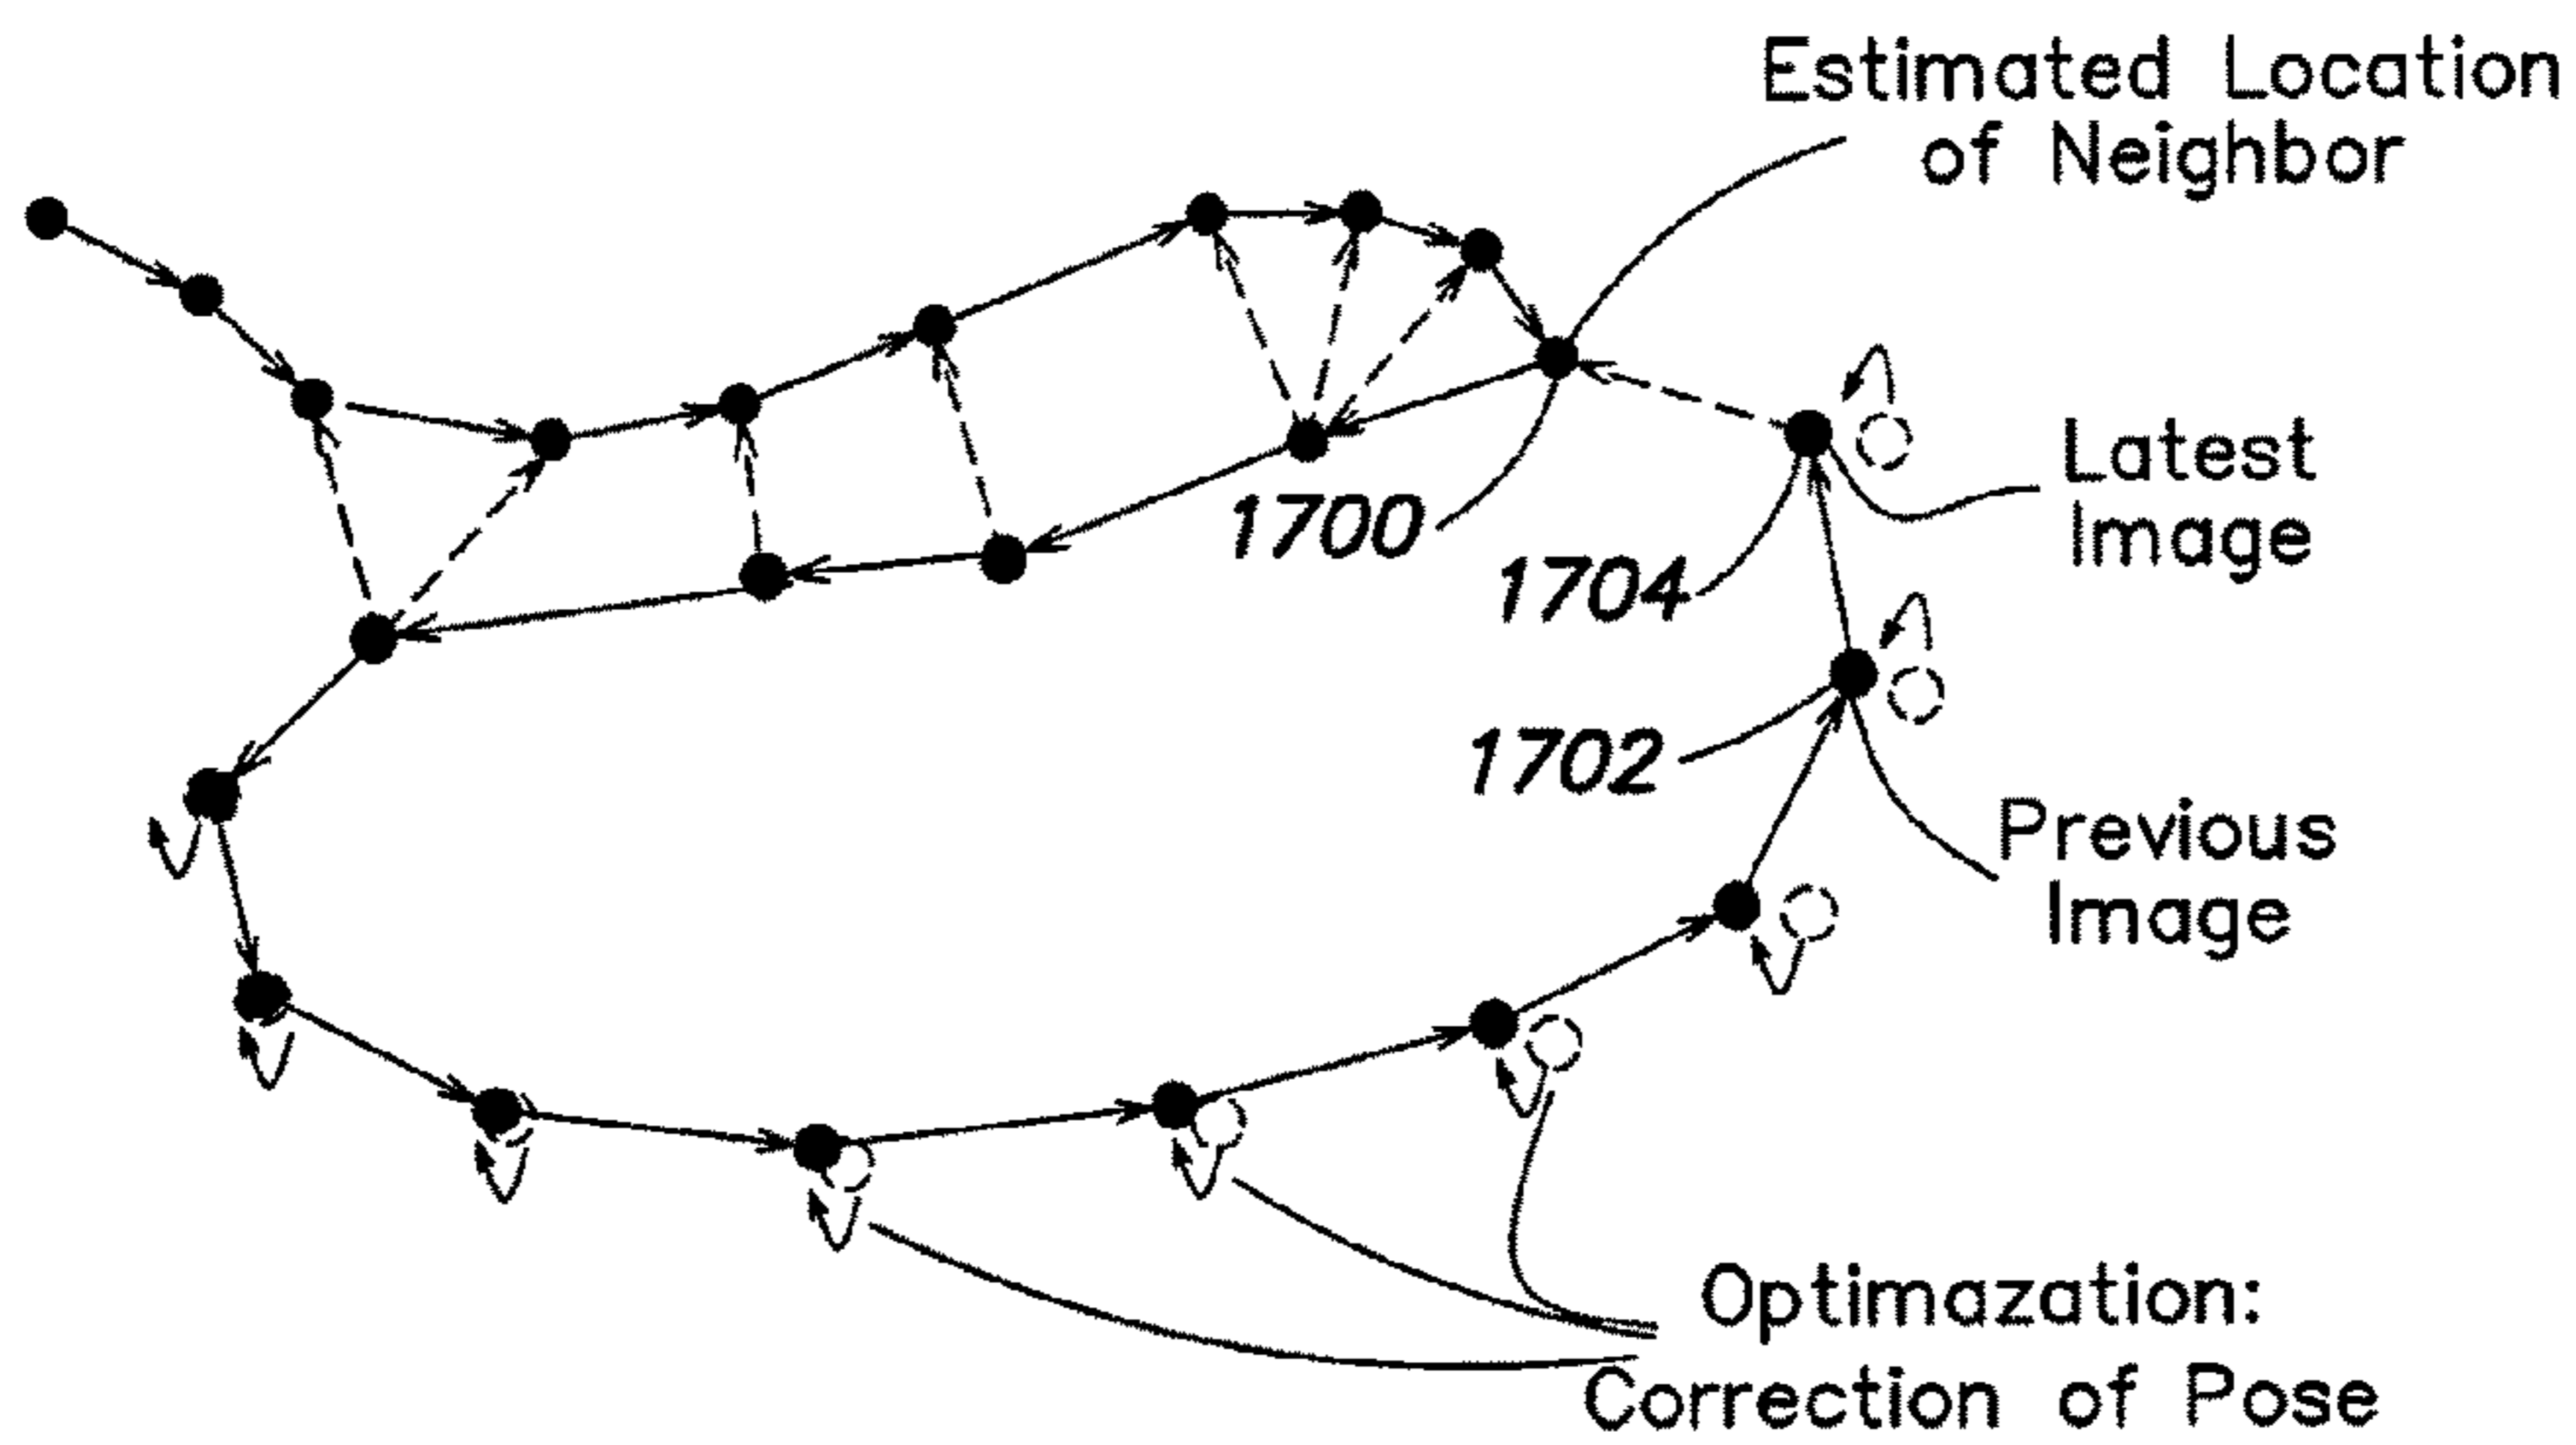 Estimated Location
of Neighbor
1700
Latest
Image
1704
1702
Previous
Image
Optimazation:
Correction of Pose